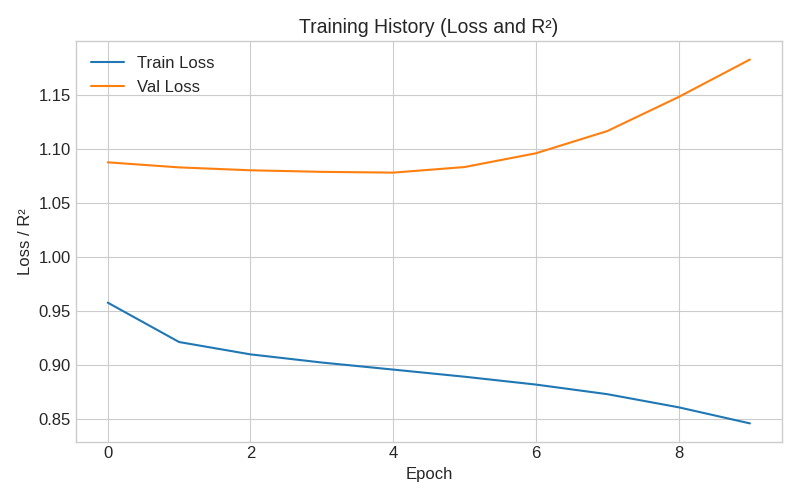 Training History (Loss and R²)
Train Loss
Val Loss
1.15
1.10
1.05
1.00
0.95
0.90
0.85
Loss / R²
0 2 4 6 8
Epoch